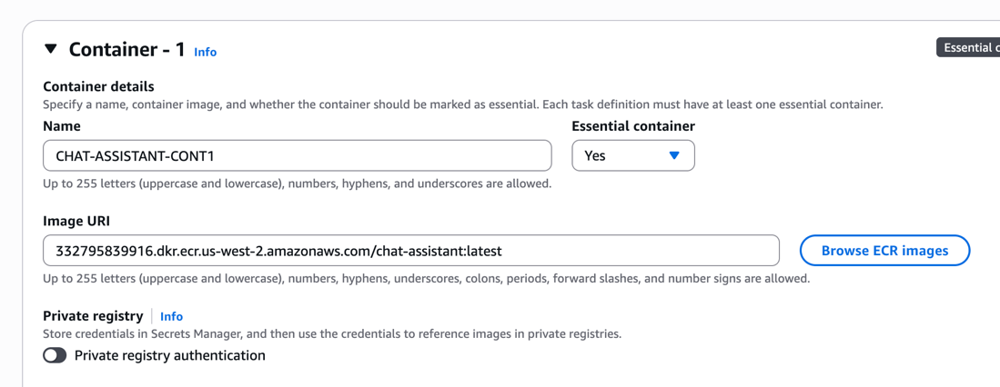 Container - 1 Info
Essential c
Container details
Specify a name, container image, and whether the container should be marked as essential. Each task definition must have at least one essential container.
Name
Essential container
CHAT-ASSISTANT-CONT1
Yes
Up to 255 letters (uppercase and lowercase), numbers, hyphens, and underscores are allowed.
Image URI
332795839916.dkr.ecr.us-west-2.amazonaws.com/chat-assistant:latest
Browse ECR images
Up to 255 letters (uppercase and lowercase), numbers, hyphens, underscores, colons, periods, forward slashes, and number signs are allowed.
Private registry Info
Store credentials in Secrets Manager, and then use the credentials to reference images in private registries.
Private registry authentication